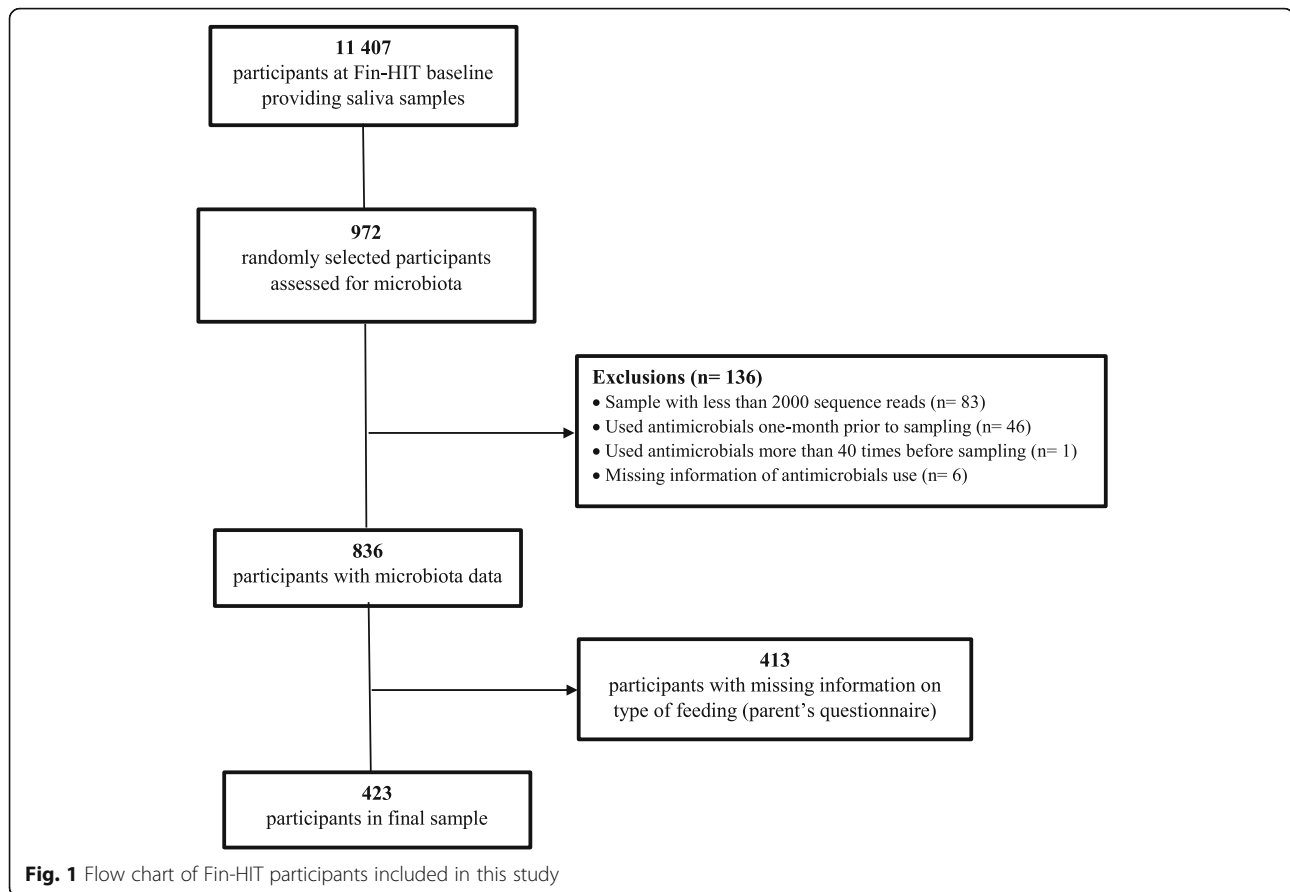 11 407
participants at Fin-HIT baseline
providing saliva samples
972
randomly selected participants
assessed for microbiota
Exclusions (n= 136)
• Sample with less than 2000 sequence reads (n= 83)
• Used antimicrobials one-month prior to sampling (n= 46)
• Used antimicrobials more than 40 times before sampling (n= 1)
• Missing information of antimicrobials use (n= 6)
836
participants with microbiota data
413
participants with missing information on
type of feeding (parent's questionnaire)
423
participants in final sample
Fig. 1 Flow chart of Fin-HIT participants included in this study